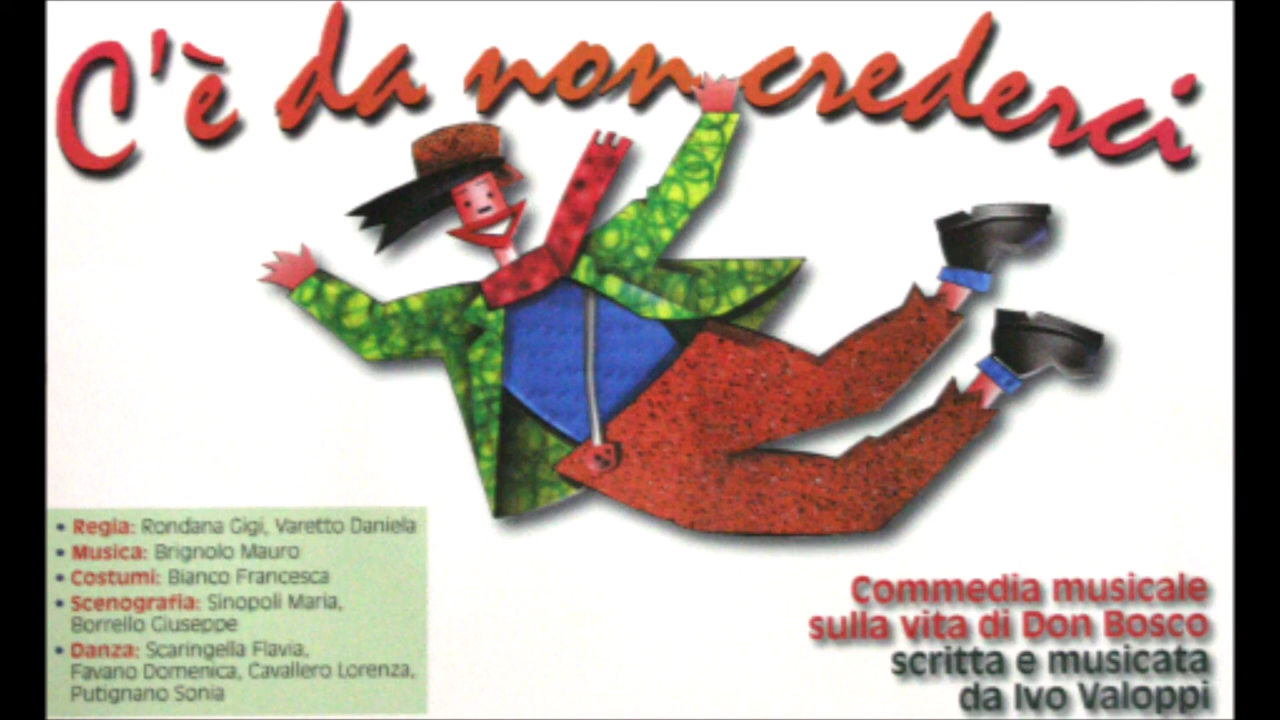 C'è da non crederci
• Regia: Rondana Gigi, Varetto Daniela
• Musica: Brignolo Mauro
• Costumi: Bianco Francesca
• Scenografia: Sinopoli Maria,
Borrello Giuseppe
• Danza: Scaringella Flavia,
Favano Domenica, Cavallero Lorenza,
Putignano Sonia
Commedia musicale
sulla vita di Don Bosco
scritta e musicata
da Ivo Valoppi